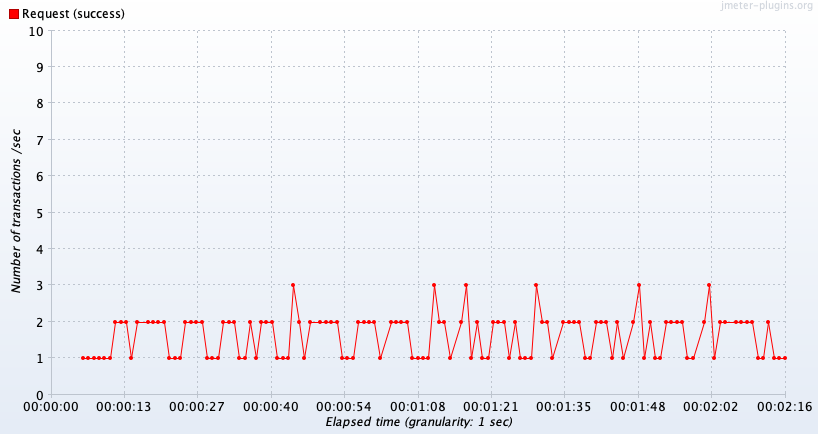 jmeter-plugins.org
Request (success)
10
9
8
7
6
5
4
3
2
1
0
Number of transactions /sec
00:00:00 00:00:13 00:00:27 00:00:40 00:00:54 00:01:08 00:01:21 00:01:35 00:01:48 00:02:02 00:02:16
Elapsed time (granularity: 1 sec)